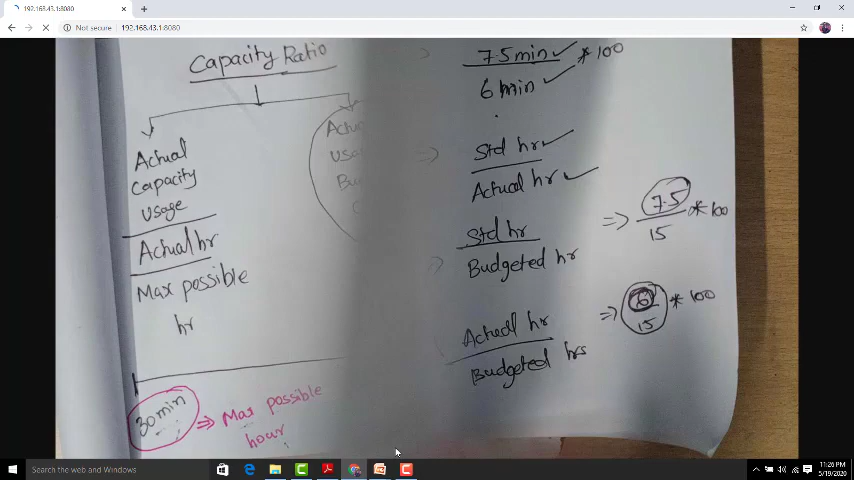 192.168.43.1:8080
Not secure
192.168.43.1:8080
Capacity Ratio
Actual
Capacity
Usage
Actual hr
Max possible
hr
30 min => Max possible
hour
7.5 min * 100
6 min
=> Std hr
Actual hr
Std hr => 7.5 * 100
Budgeted hr 15
Actual hr => 6 * 100
Budgeted hrs 15
Search the web and Windows
11:26 PM
5/19/2020